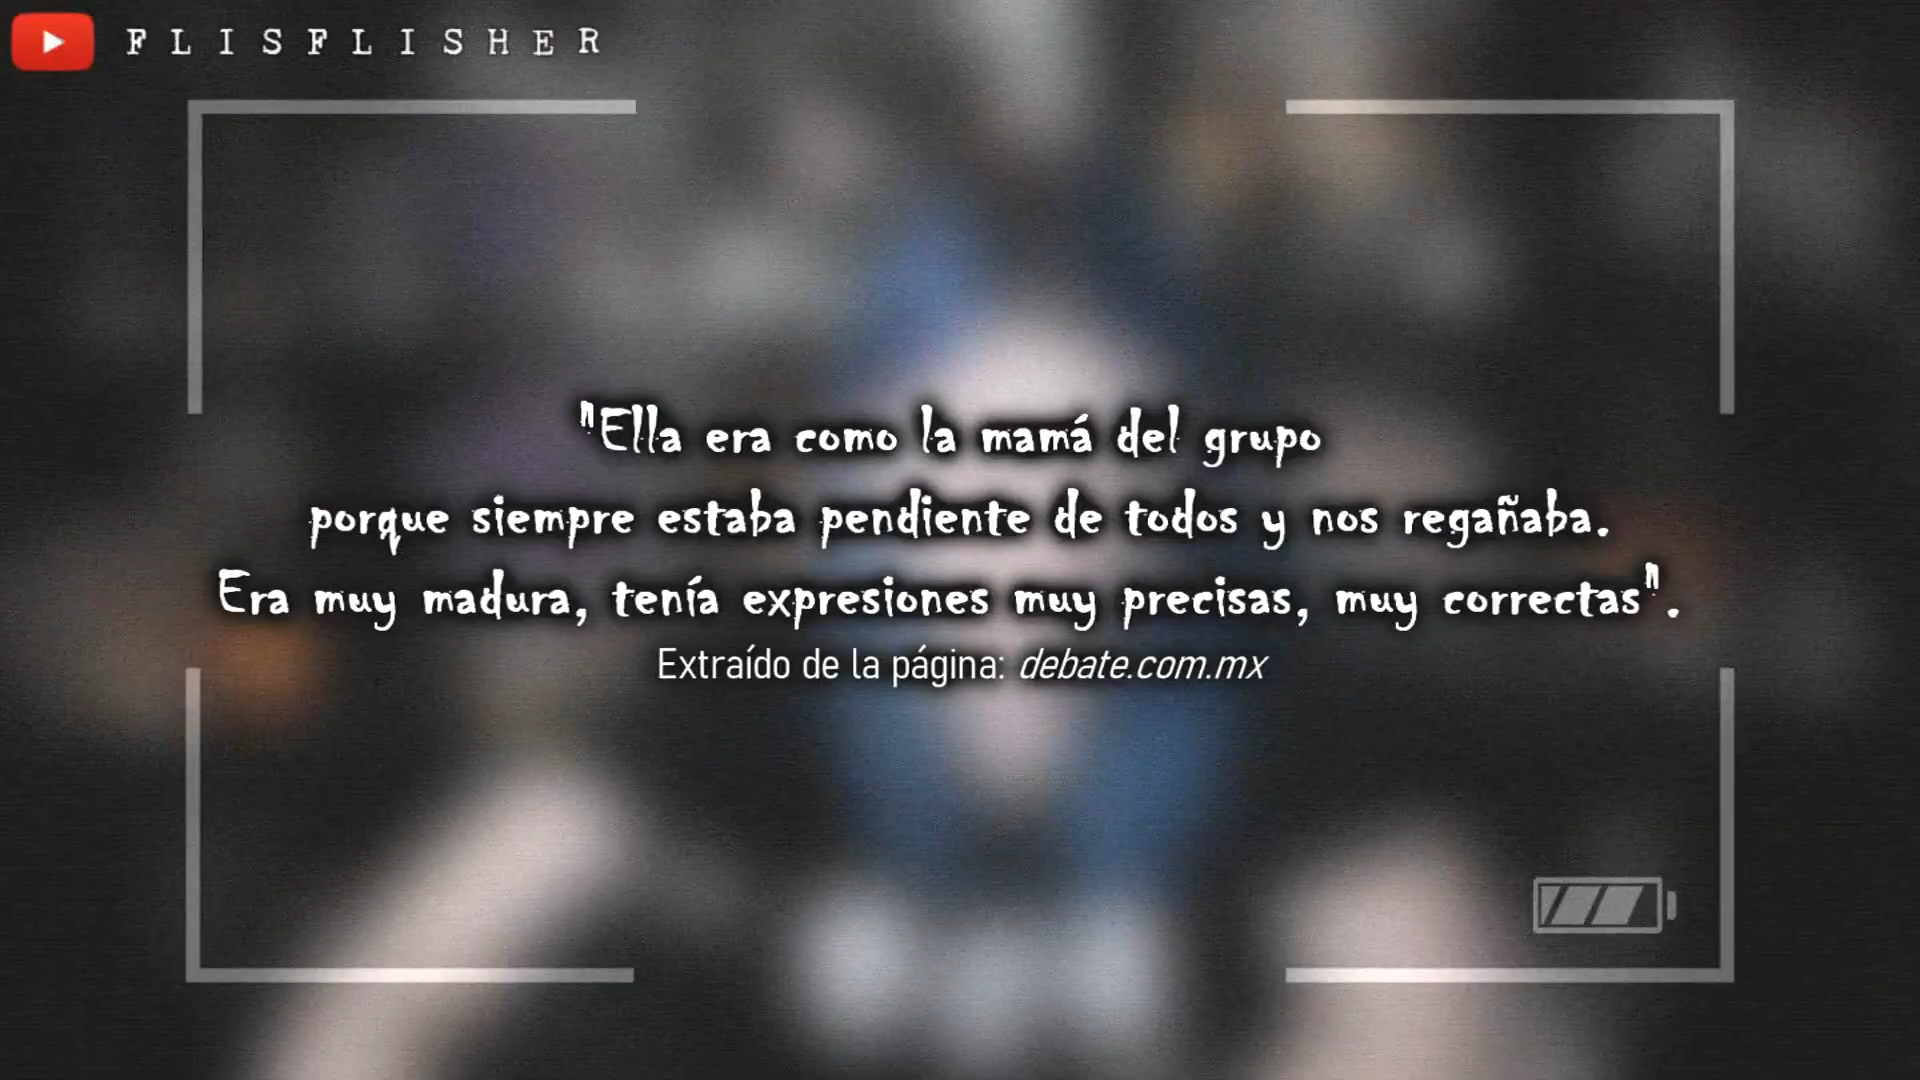 FLISFLISHER
"Ella era como la mamá del grupo
porque siempre estaba pendiente de todos y nos regañaba.
Era muy madura, tenía expresiones muy precisas, muy correctas".
Extraído de la página: debate.com.mx